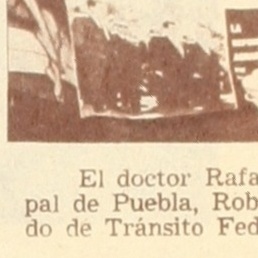 El doctor Rafa
pal de Puebla, Rob
do de Tránsito Fed